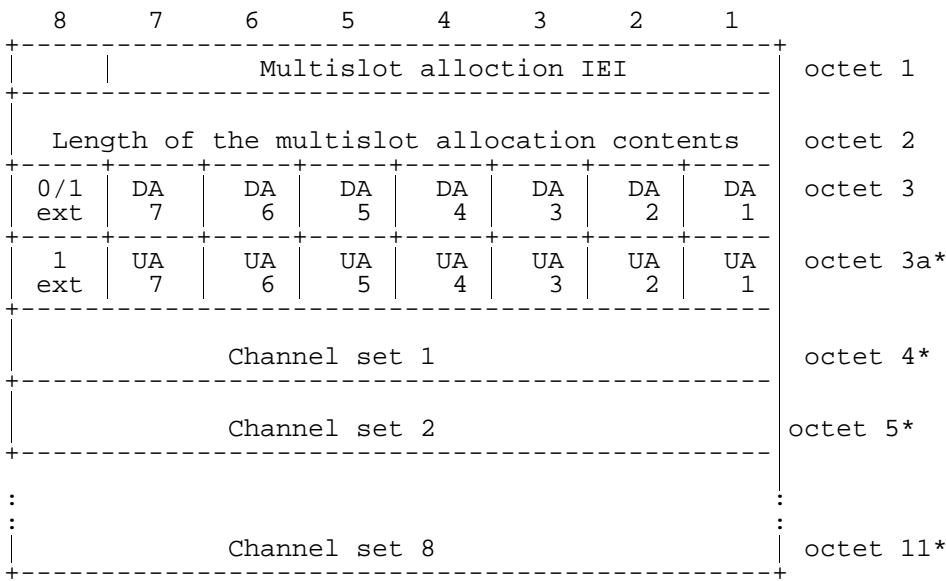 8 7 6 5 4 3 2 1
Multislot alloction IEI octet 1
Length of the multislot allocation contents octet 2
0/1 DA DA DA DA DA DA DA octet 3
ext 7 6 5 4 3 2 1
1 UA UA UA UA UA UA UA octet 3a*
ext 7 6 5 4 3 2 1
Channel set 1 octet 4*
Channel set 2 octet 5*
: :
: :
Channel set 8 octet 11*